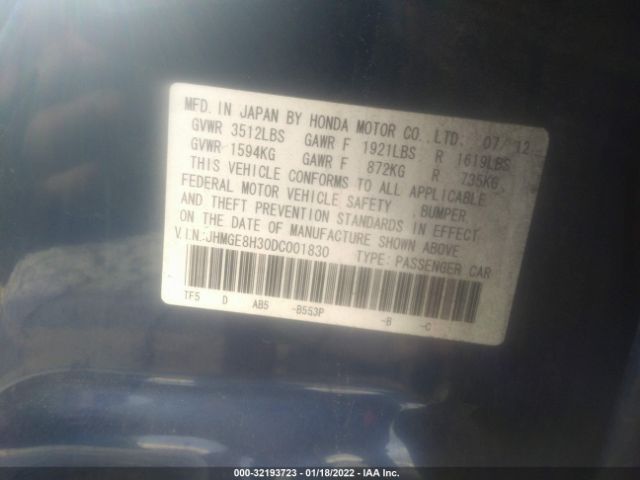 MFD. IN JAPAN BY HONDA MOTOR CO., LTD. 07/12
GVWR 3512LBS GAWR F 1921LBS R 1619LBS
GVWR 1594KG GAWR F 872KG R 735KG
THIS VEHICLE CONFORMS TO ALL APPLICABLE
FEDERAL MOTOR VEHICLE SAFETY BUMPER
AND THEFT PREVENTION STANDARDS IN EFFECT
ON THE DATE OF MANUFACTURE SHOWN ABOVE
V.I.N.:JHMGE8H30DC001830 TYPE: PASSENGER CAR
TF5 D AB5 -B553P -B -C
000-32193723 - 01/18/2022 - IAA Inc.